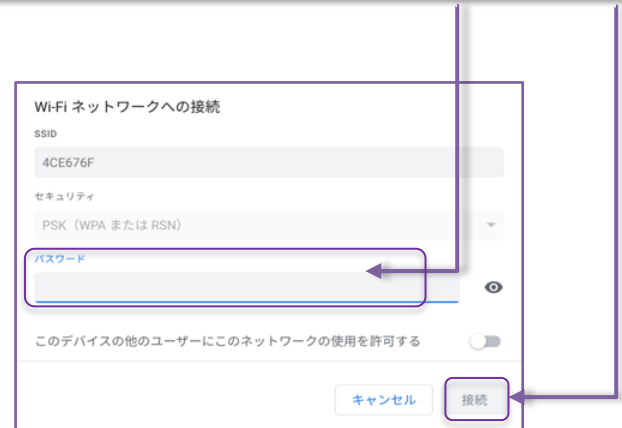 Wi-Fi ネットワークへの接続
SSID
4CE676F
セキュリティ
PSK（WPA または RSN）
パスワード
このデバイスの他のユーザーにこのネットワークの使用を許可する
キャンセル
接続